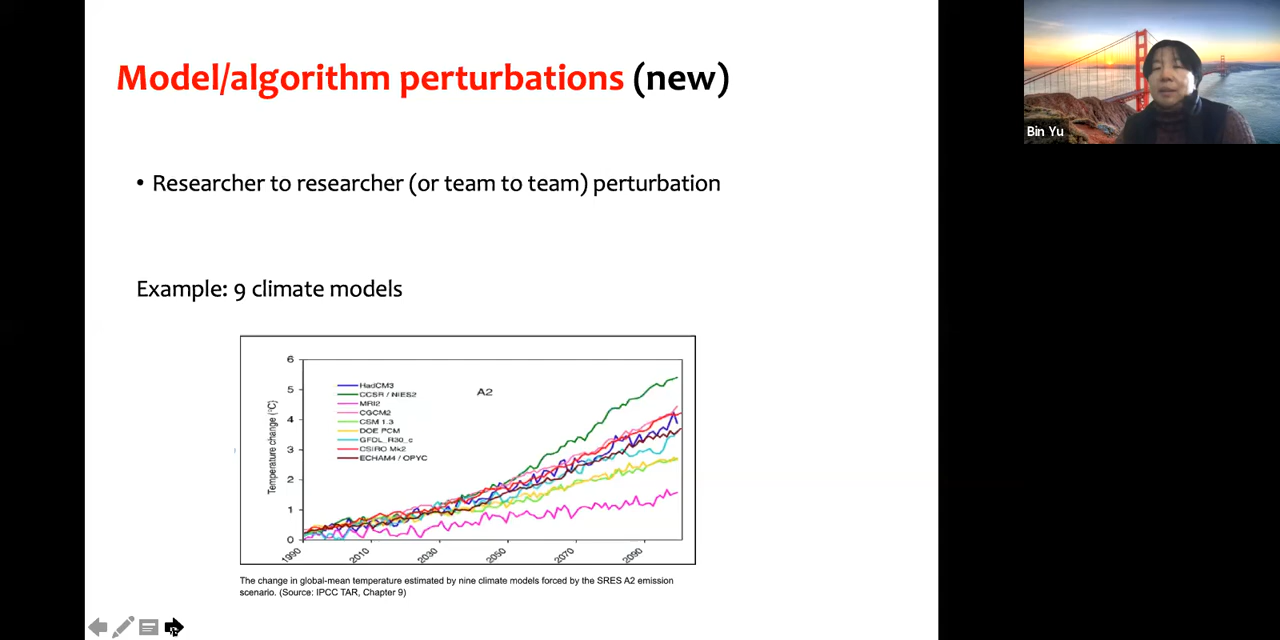 Model/algorithm perturbations (new)
Bin Yu
• Researcher to researcher (or team to team) perturbation
Example: 9 climate models
6
5
4
3
2
1
0
Temperature change (°C)
A2
HadCM3
CCSR / NIES2
MRI2
CGCM2
CSM 1.3
DOE PCM
GFDL_R30_c
CSIRO Mk2
ECHAM4 / OPYC
1990
2010
2030
2050
2070
2090
The change in global-mean temperature estimated by nine climate models forced by the SRES A2 emission
scenario. (Source: IPCC TAR, Chapter 9)